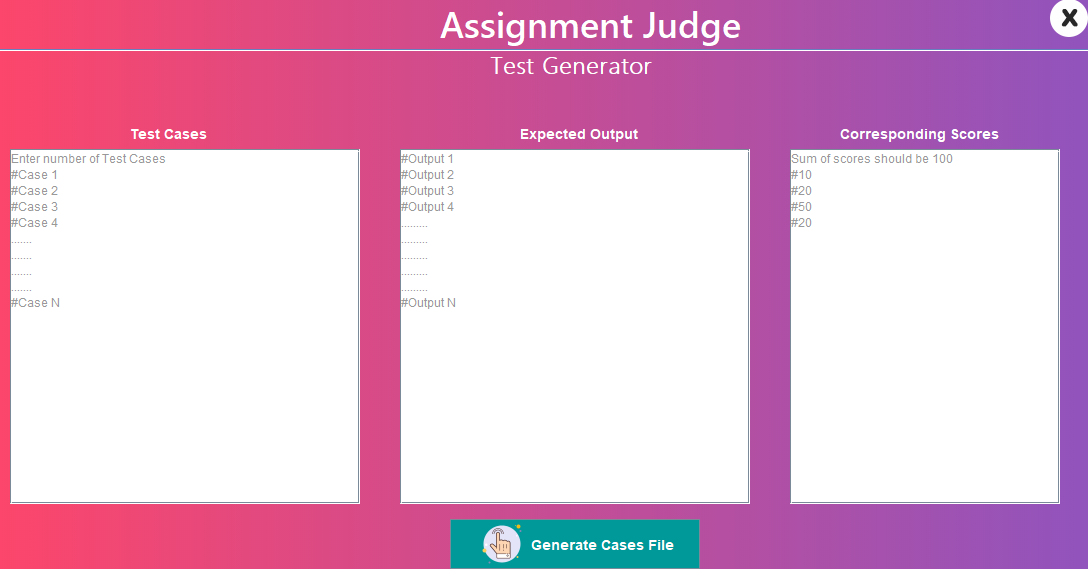 Assignment Judge
X
Test Generator
Test Cases
Enter number of Test Cases
#Case 1
#Case 2
#Case 3
#Case 4
.......
.......
.......
.......
#Case N
Expected Output
#Output 1
#Output 2
#Output 3
#Output 4
.........
.........
.........
.........
.........
#Output N
Corresponding Scores
Sum of scores should be 100
#10
#20
#50
#20
Generate Cases File